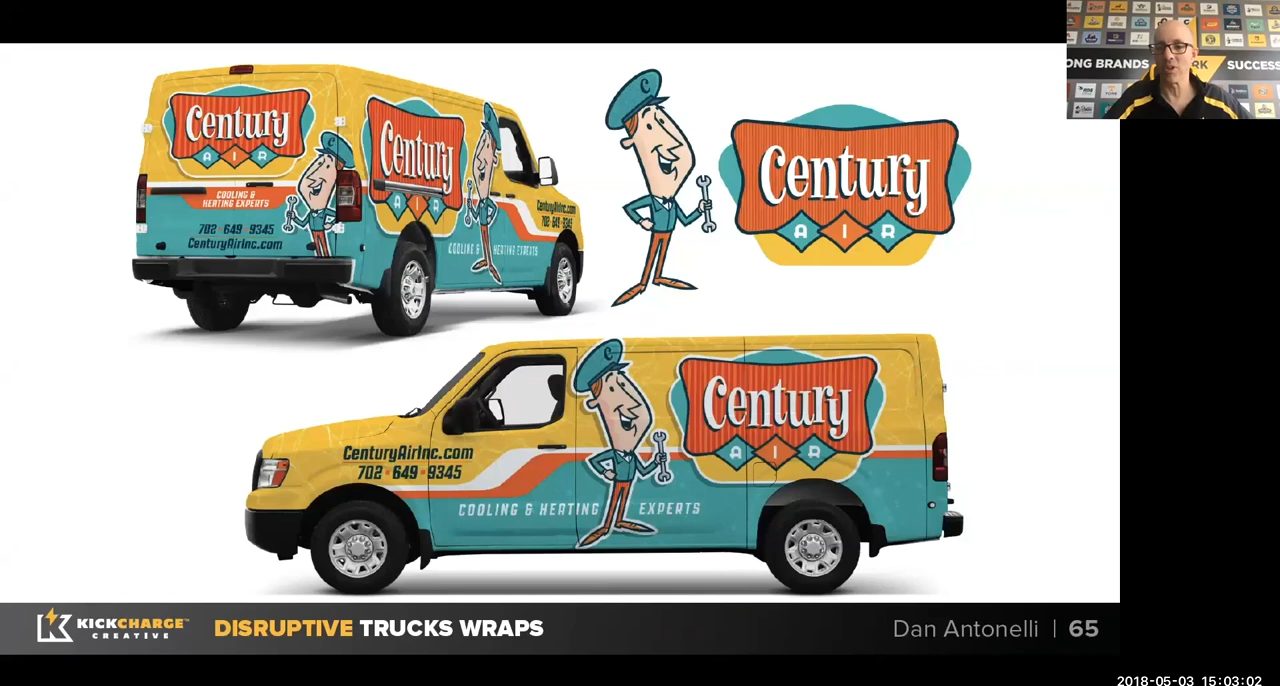 Century
A I R
COOLING &
HEATING EXPERTS
702 • 649 • 9345
CenturyAirInc.com
Century
A I R
COOLING & HEATING EXPERTS
CenturyAirInc.com
702 • 649 • 9345
C
Century
A I R
ONG BRANDS
RK
SUCCESS
C
CenturyAirInc.com
702 • 649 • 9345
Century
A I R
COOLING & HEATING EXPERTS
KICKCHARGE™
CREATIVE
DISRUPTIVE TRUCKS WRAPS
Dan Antonelli | 65
2018-05-03 15:03:02